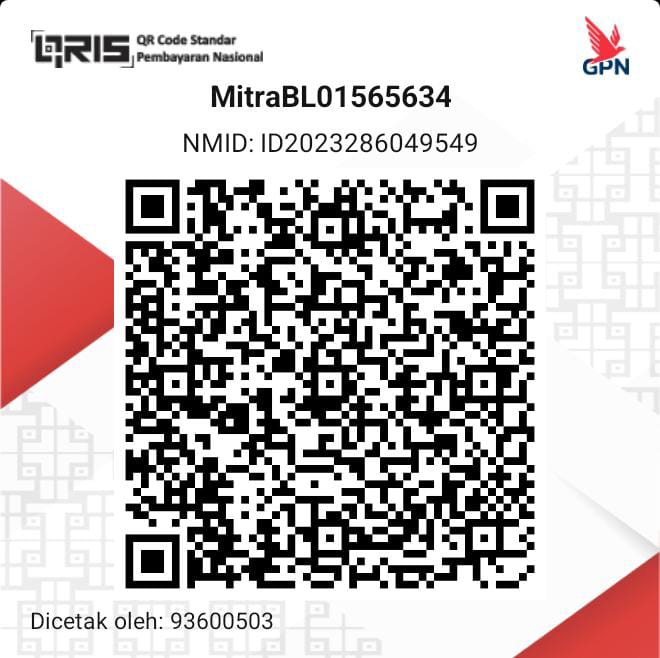 QRIS QR Code Standar
Pembayaran Nasional
GPN
MitraBL01565634
NMID: ID2023286049549
Dicetak oleh: 93600503